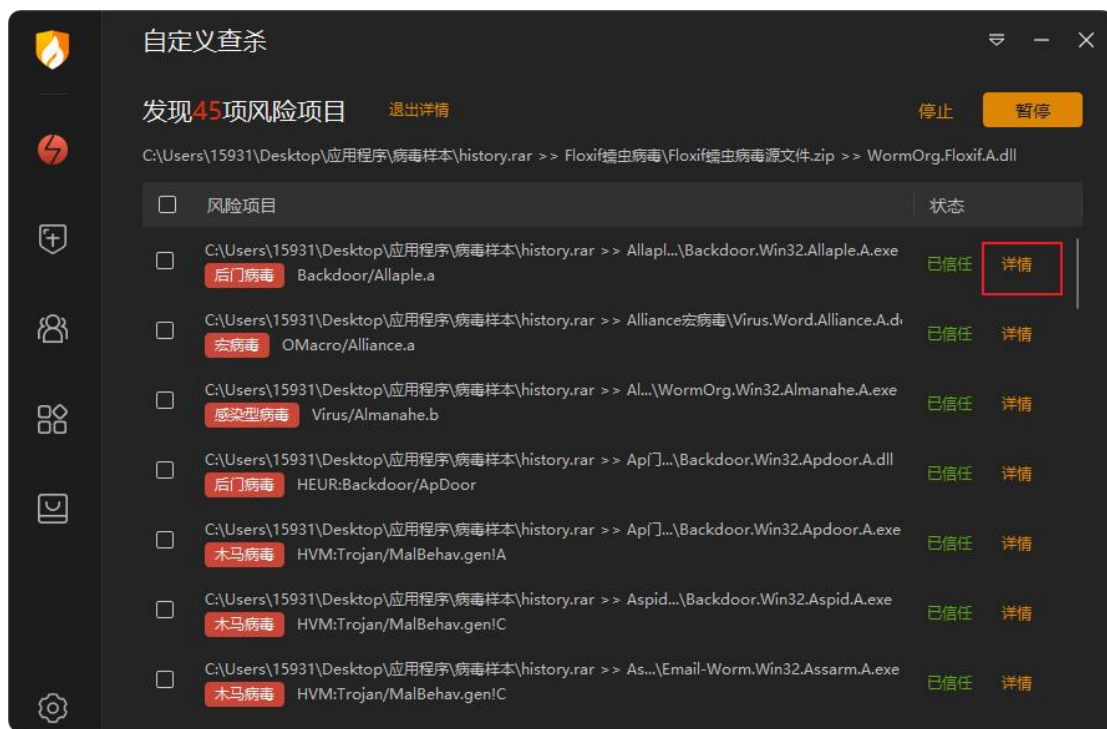 自定义查杀
发现45项风险项目 退出详情 停止 暂停
C:\Users\15931\Desktop\应用程序\病毒样本\history.rar >> Floxif蠕虫病毒\Floxif蠕虫病毒源文件.zip >> WormOrg.Floxif.A.dll
风险项目 状态
C:\Users\15931\Desktop\应用程序\病毒样本\history.rar >> Allapl...\Backdoor.Win32.Allaple.A.exe
后门病毒 Backdoor/Allaple.a 已信任 详情
C:\Users\15931\Desktop\应用程序\病毒样本\history.rar >> Alliance宏病毒\Virus.Word.Alliance.A.d
宏病毒 OMacro/Alliance.a 已信任 详情
C:\Users\15931\Desktop\应用程序\病毒样本\history.rar >> Al...\WormOrg.Win32.Almanahe.A.exe
感染型病毒 Virus/Almanahe.b 已信任 详情
C:\Users\15931\Desktop\应用程序\病毒样本\history.rar >> Ap门...\Backdoor.Win32.Apdoor.A.dll
后门病毒 HEUR:Backdoor/ApDoor 已信任 详情
C:\Users\15931\Desktop\应用程序\病毒样本\history.rar >> Ap门...\Backdoor.Win32.Apdoor.A.exe
木马病毒 HVM:Trojan/MalBehav.gen!A 已信任 详情
C:\Users\15931\Desktop\应用程序\病毒样本\history.rar >> Aspid...\Backdoor.Win32.Aspid.A.exe
木马病毒 HVM:Trojan/MalBehav.gen!C 已信任 详情
C:\Users\15931\Desktop\应用程序\病毒样本\history.rar >> As...\Email-Worm.Win32.Assarm.A.exe
木马病毒 HVM:Trojan/MalBehav.gen!C 已信任 详情